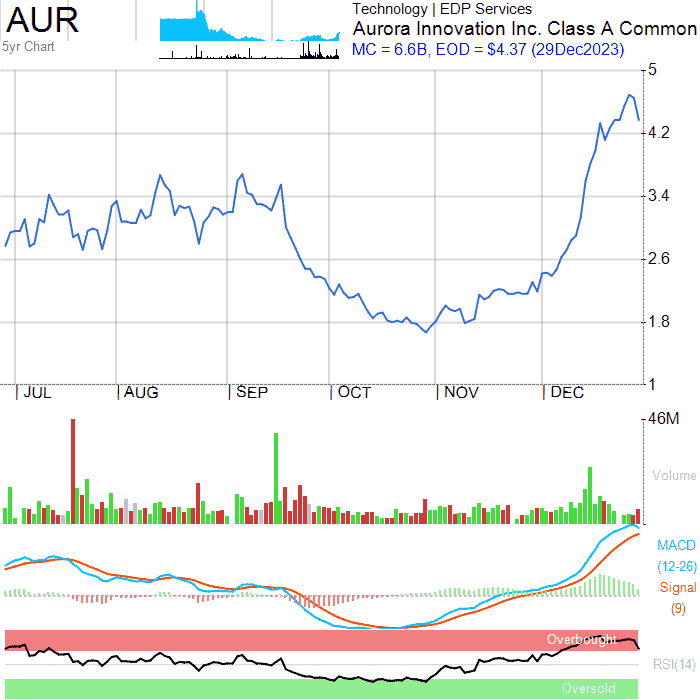 AUR
5yr Chart
Technology | EDP Services
Aurora Innovation Inc. Class A Common
MC = 6.6B, EOD = $4.37 (29Dec2023)
5
4.2
3.4
2.6
1.8
1
JUL AUG SEP OCT NOV DEC
46M
Volume
MACD
(12-26)
Signal
(9)
Overbought
RSI(14)
Oversold